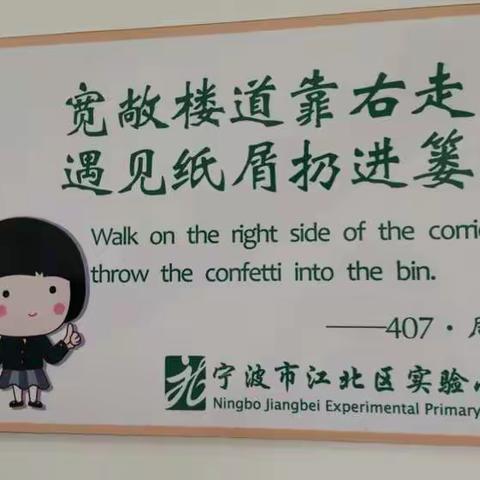 宽敞楼道靠右走
遇见纸屑扔进篓
Walk on the right side of the
throw the confetti into the bin.
——407·
宁波市江北区实验
Ningbo Jiangbei Experimental Primary